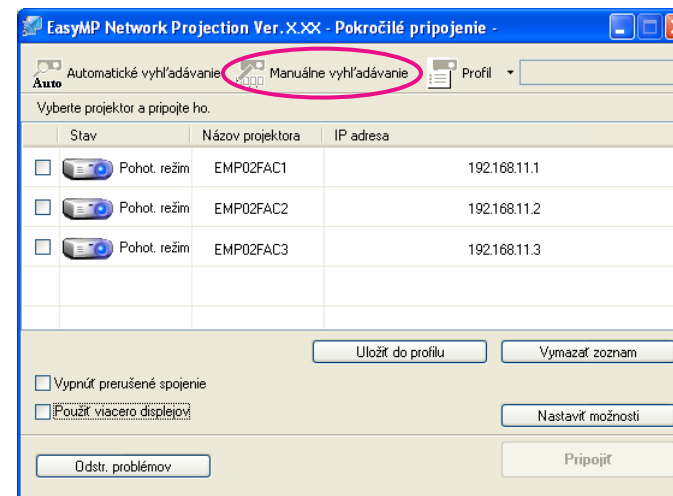 EasyMP Network Projection Ver. X.XX - Pokročilé pripojenie -
Auto Automatické vyhľadávanie Manuálne vyhľadávanie Profil
Vyberte projektor a pripojte ho.
Stav Názov projektora IP adresa
Pohot. režim EMP02FAC1 192.168.11.1
Pohot. režim EMP02FAC2 192.168.11.2
Pohot. režim EMP02FAC3 192.168.11.3
Uložiť do profilu Vymazať zoznam
Vypnúť prerušené spojenie
Použiť viacero displejov
Nastaviť možnosti
Odstr. problémov Pripojiť